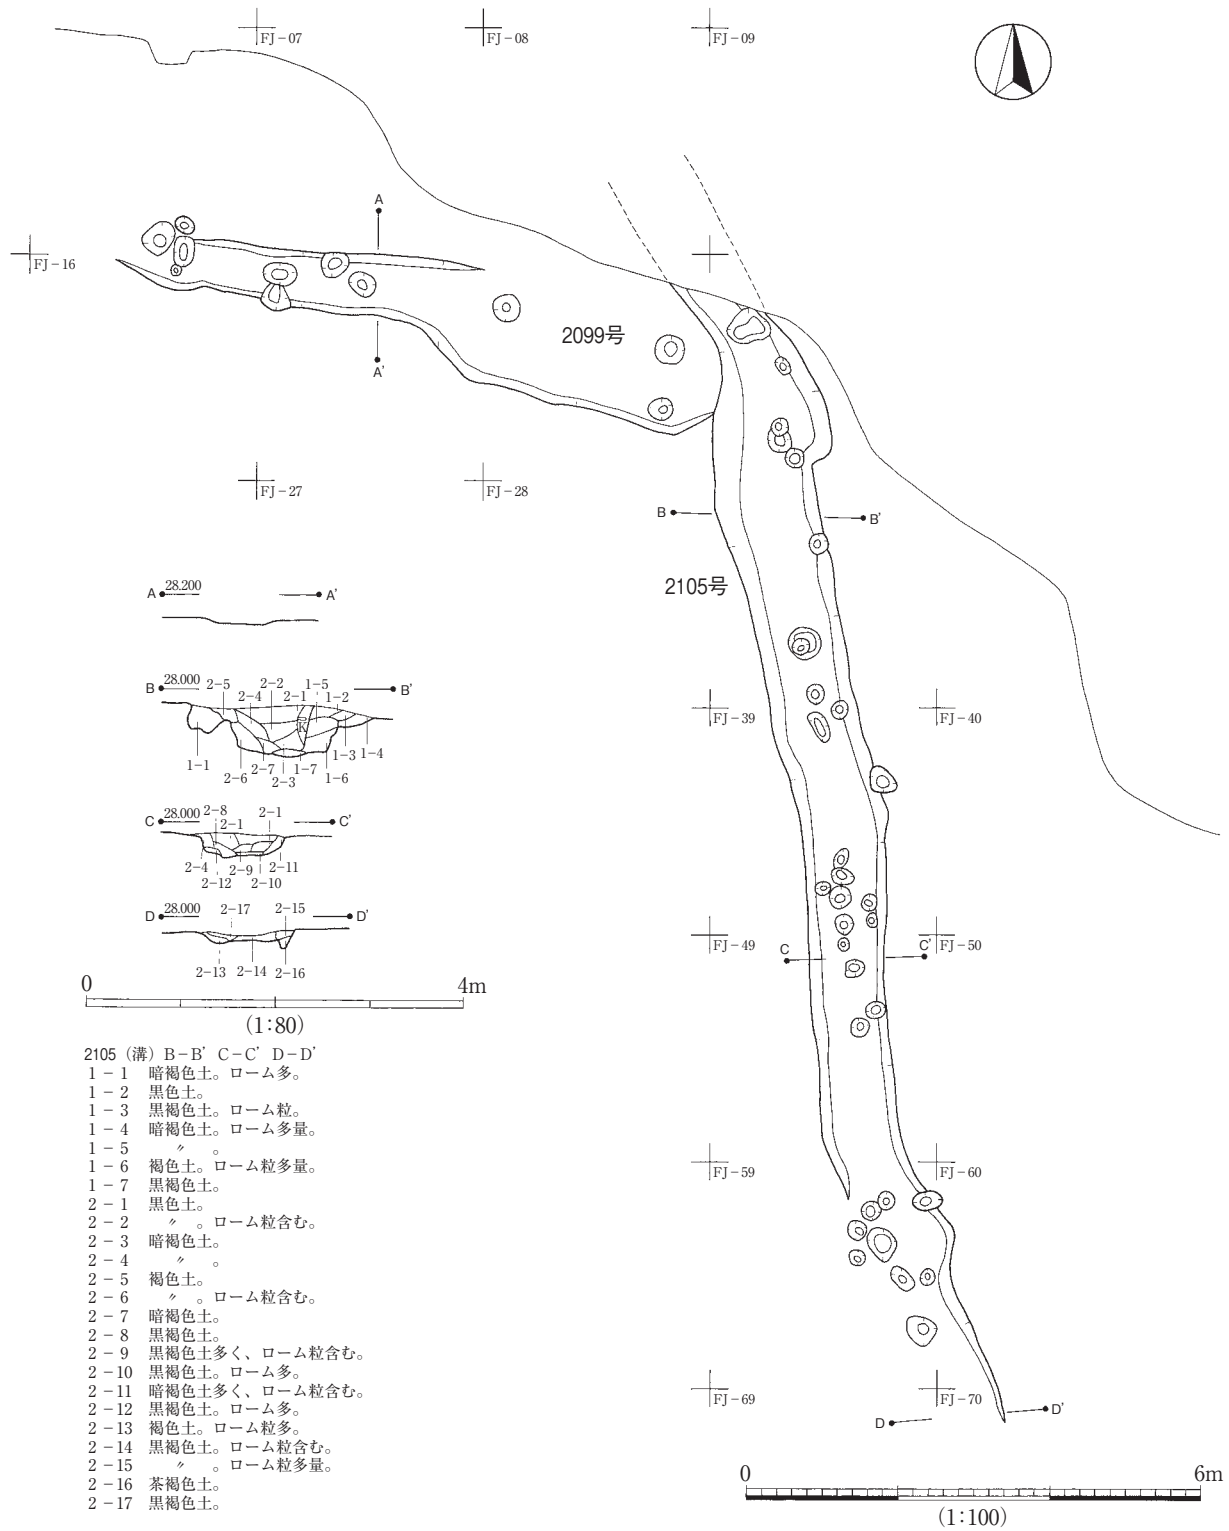 FJ-07
FJ-08
FJ-09
A
FJ-16
2099号
A'
FJ-27
FJ-28
B
B'
2105号
A 28.200 A'
B 28.000 B'
2-5
2-4
2-2
2-1
1-5
1-2
K
1-1
2-6
2-7
2-3
1-7
1-6
1-3
1-4
FJ-39
FJ-40
C 28.000 C'
2-8
2-1
2-1
2-4
2-12
2-9
2-10
2-11
D 28.000 D'
2-17
2-15
2-13
2-14
2-16
FJ-49
FJ-50
C
C'
0 4m
(1:80)
2105（溝）B-B' C-C' D-D'
1-1 暗褐色土。ローム多。
1-2 黒色土。
1-3 黒褐色土。ローム粒。
1-4 暗褐色土。ローム多量。
1-5 〃 。
1-6 褐色土。ローム粒多量。
1-7 黒褐色土。
2-1 黒色土。
2-2 〃 。ローム粒含む。
2-3 暗褐色土。
2-4 〃 。
2-5 褐色土。
2-6 〃 。ローム粒含む。
2-7 暗褐色土。
2-8 黒褐色土。
2-9 黒褐色土多く、ローム粒含む。
2-10 黒褐色土。ローム多。
2-11 暗褐色土多く、ローム粒含む。
2-12 黒褐色土。ローム多。
2-13 褐色土。ローム粒多。
2-14 黒褐色土。ローム粒含む。
2-15 〃 。ローム粒多量。
2-16 茶褐色土。
2-17 黒褐色土。
FJ-59
FJ-60
FJ-69
FJ-70
D
D'
0 6m
(1:100)